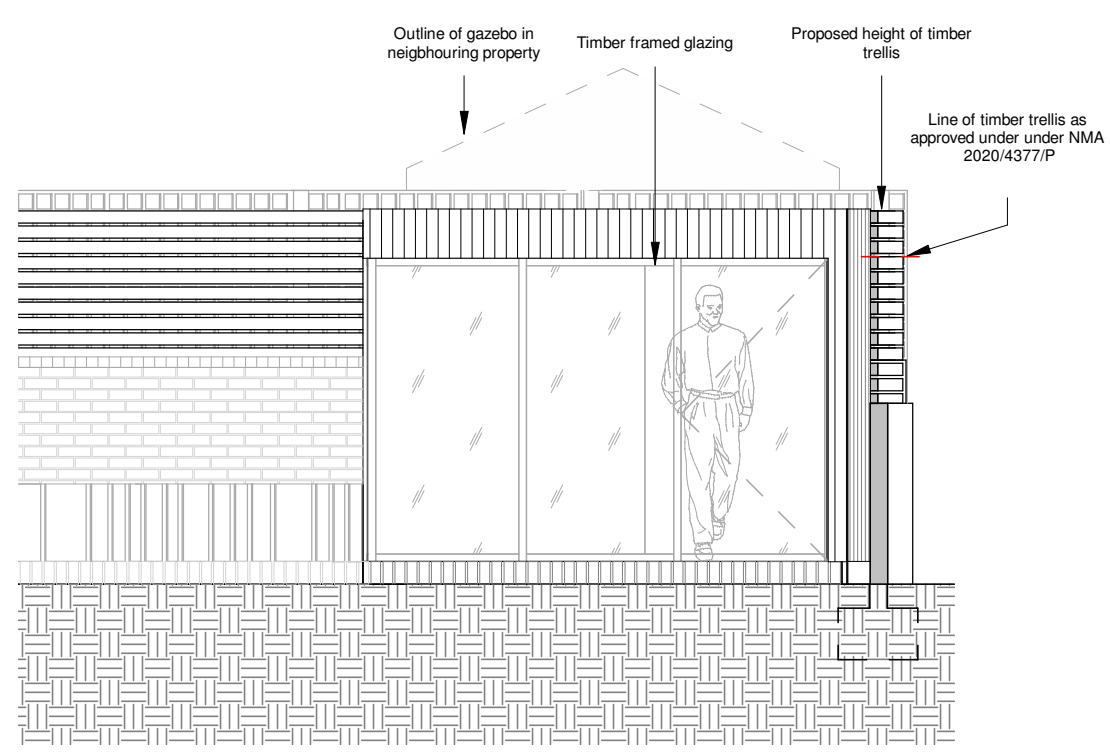 Outline of gazebo in
neigbhouring property
Timber framed glazing
Proposed height of timber
trellis
Line of timber trellis as
approved under under NMA
2020/4377/P